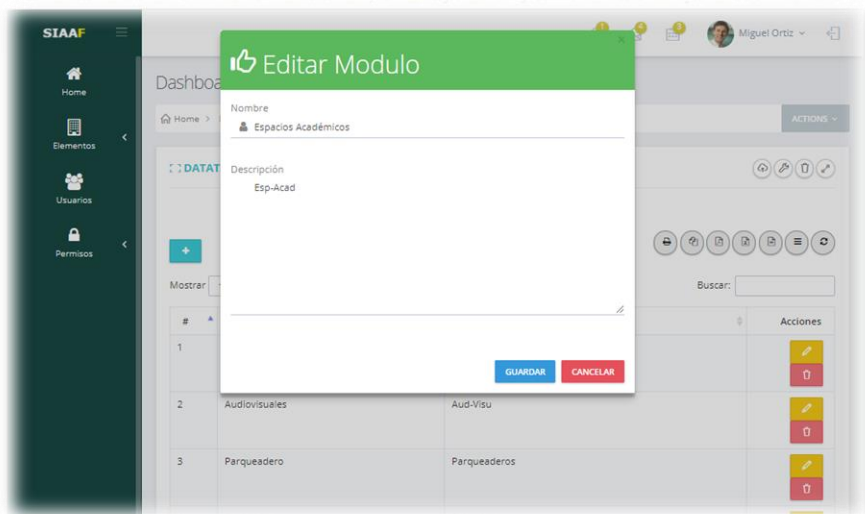 SIAAF
Miguel Ortiz
Editar Modulo
Home
Dashboa
Nombre
Espacios Académicos
Home >
ACTIONS
Elementos
DATAT
Descripción
Esp-Acad
Usuarios
Permisos
+
Mostrar
Buscar:
#
Acciones
1
GUARDAR CANCELAR
2 Audiovisuales Aud-Visu
3 Parqueadero Parqueaderos